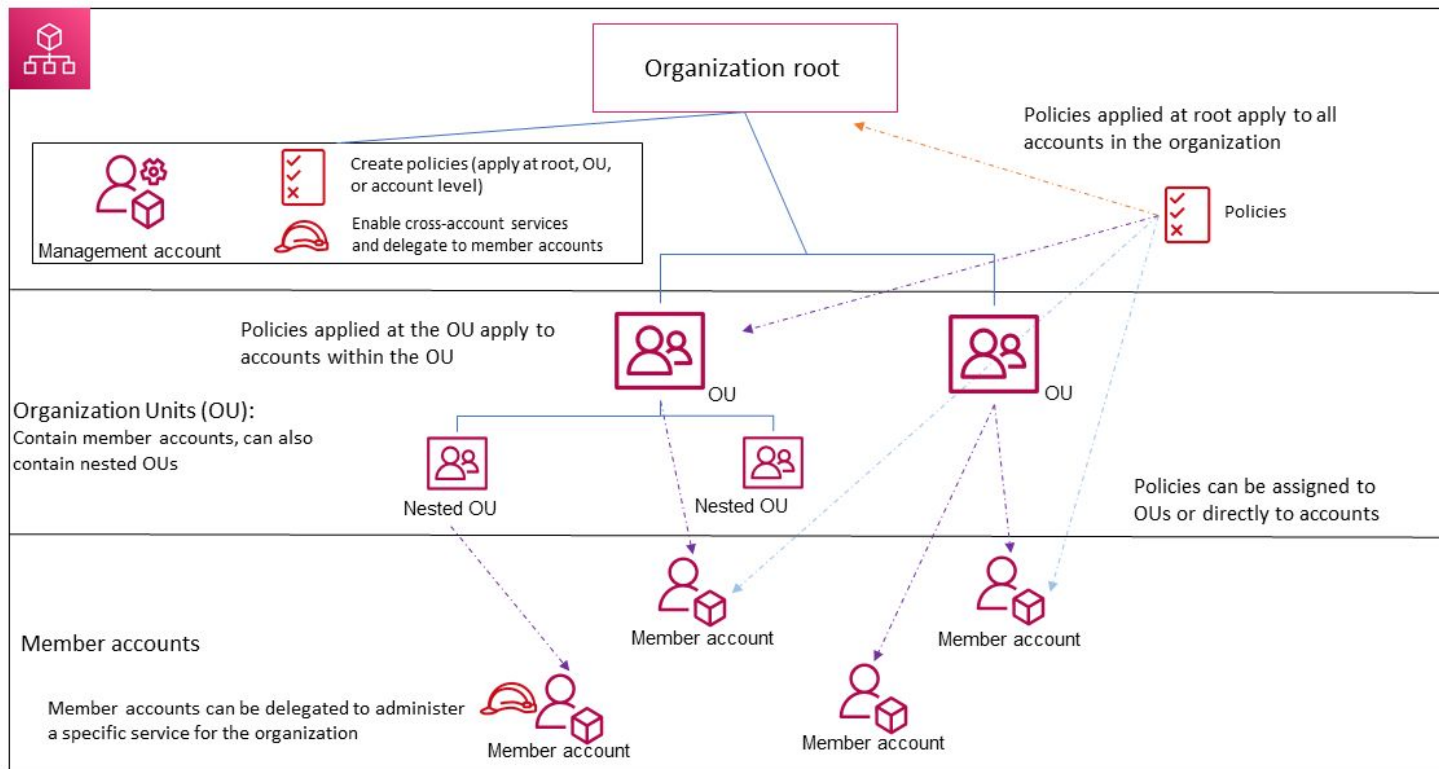 Organization root
Policies applied at root apply to all
accounts in the organization
Create policies (apply at root, OU,
or account level)
Enable cross-account services
and delegate to member accounts
Management account
Policies
Policies applied at the OU apply to
accounts within the OU
OU
OU
Organization Units (OU):
Contain member accounts, can also
contain nested OUs
Nested OU
Nested OU
Policies can be assigned to
OUs or directly to accounts
Member account
Member account
Member accounts
Member accounts can be delegated to administer
a specific service for the organization
Member account
Member account